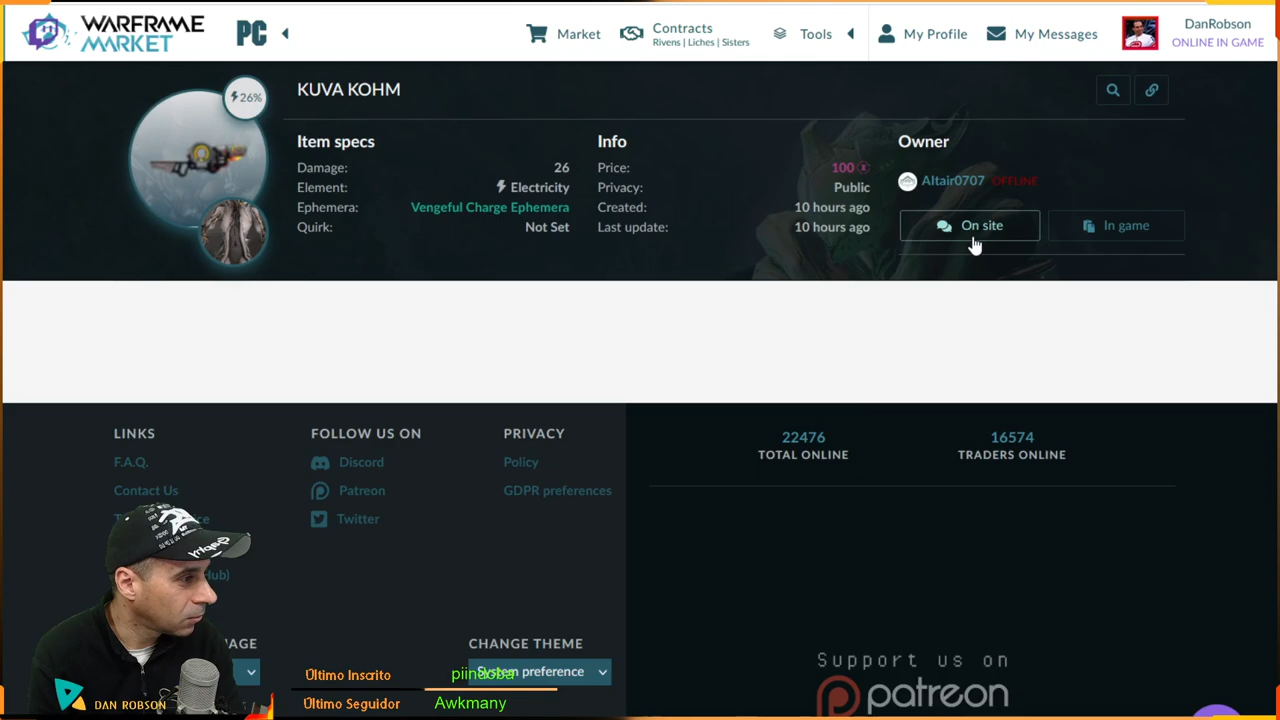 WARFRAME
MARKET
PC
Market
Contracts
Rivens | Liches | Sisters
Tools
My Profile
My Messages
DanRobson
ONLINE IN GAME
26%
KUVA KOHM
Item specs
Damage: 26
Element: Electricity
Ephemera: Vengeful Charge Ephemera
Quirk: Not Set
Info
Price: 100
Privacy: Public
Created: 10 hours ago
Last update: 10 hours ago
Owner
Altair0707 OFFLINE
On site
In game
LINKS
F.A.Q.
Contact Us
FOLLOW US ON
Discord
Patreon
Twitter
PRIVACY
Policy
GDPR preferences
22476
TOTAL ONLINE
16574
TRADERS ONLINE
CHANGE THEME
System preference
Support us on
patreon
Último Inscrito
Último Seguidor
Awkmany
DAN ROBSON